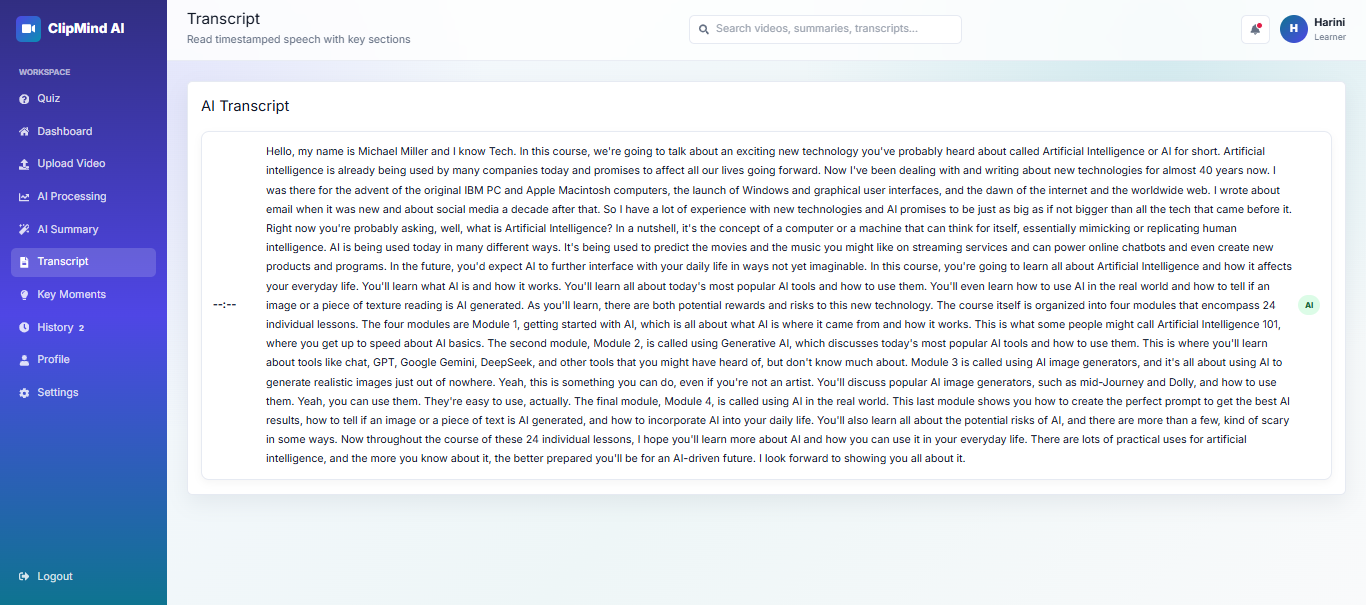 ClipMind AI
WORKSPACE
Quiz
Dashboard
Upload Video
AI Processing
AI Summary
Transcript
Key Moments
History 2
Profile
Settings
Logout
Transcript
Read timestamped speech with key sections
Search videos, summaries, transcripts...
H
Harini
Learner
AI Transcript
--:--
Hello, my name is Michael Miller and I know Tech. In this course, we're going to talk about an exciting new technology you've probably heard about called Artificial Intelligence or AI for short. Artificial
intelligence is already being used by many companies today and promises to affect all our lives going forward. Now I've been dealing with and writing about new technologies for almost 40 years now. I
was there for the advent of the original IBM PC and Apple Macintosh computers, the launch of Windows and graphical user interfaces, and the dawn of the internet and the worldwide web. I wrote about
email when it was new and about social media a decade after that. So I have a lot of experience with new technologies and AI promises to be just as big as if not bigger than all the tech that came before it.
Right now you're probably asking, well, what is Artificial Intelligence? In a nutshell, it's the concept of a computer or a machine that can think for itself, essentially mimicking or replicating human
intelligence. AI is being used today in many different ways. It's being used to predict the movies and the music you might like on streaming services and can power online chatbots and even create new
products and programs. In the future, you'd expect AI to further interface with your daily life in ways not yet imaginable. In this course, you're going to learn all about Artificial Intelligence and how it affects
your everyday life. You'll learn what AI is and how it works. You'll learn all about today's most popular AI tools and how to use them. You'll even learn how to use AI in the real world and how to tell if an
image or a piece of texture reading is AI generated. As you'll learn, there are both potential rewards and risks to this new technology. The course itself is organized into four modules that encompass 24
individual lessons. The four modules are Module 1, getting started with AI, which is all about what AI is where it came from and how it works. This is what some people might call Artificial Intelligence 101,
where you get up to speed about AI basics. The second module, Module 2, is called using Generative AI, which discusses today's most popular AI tools and how to use them. This is where you'll learn
about tools like chat, GPT, Google Gemini, DeepSeek, and other tools that you might have heard of, but don't know much about. Module 3 is called using AI image generators, and it's all about using AI to
generate realistic images just out of nowhere. Yeah, this is something you can do, even if you're not an artist. You'll discuss popular AI image generators, such as mid-Journey and Dolly, and how to use
them. Yeah, you can use them. They're easy to use, actually. The final module, Module 4, is called using AI in the real world. This last module shows you how to create the perfect prompt to get the best AI
results, how to tell if an image or a piece of text is AI generated, and how to incorporate AI into your daily life. You'll also learn all about the potential risks of AI, and there are more than a few, kind of scary
in some ways. Now throughout the course of these 24 individual lessons, I hope you'll learn more about AI and how you can use it in your everyday life. There are lots of practical uses for artificial
intelligence, and the more you know about it, the better prepared you'll be for an AI-driven future. I look forward to showing you all about it.
AI